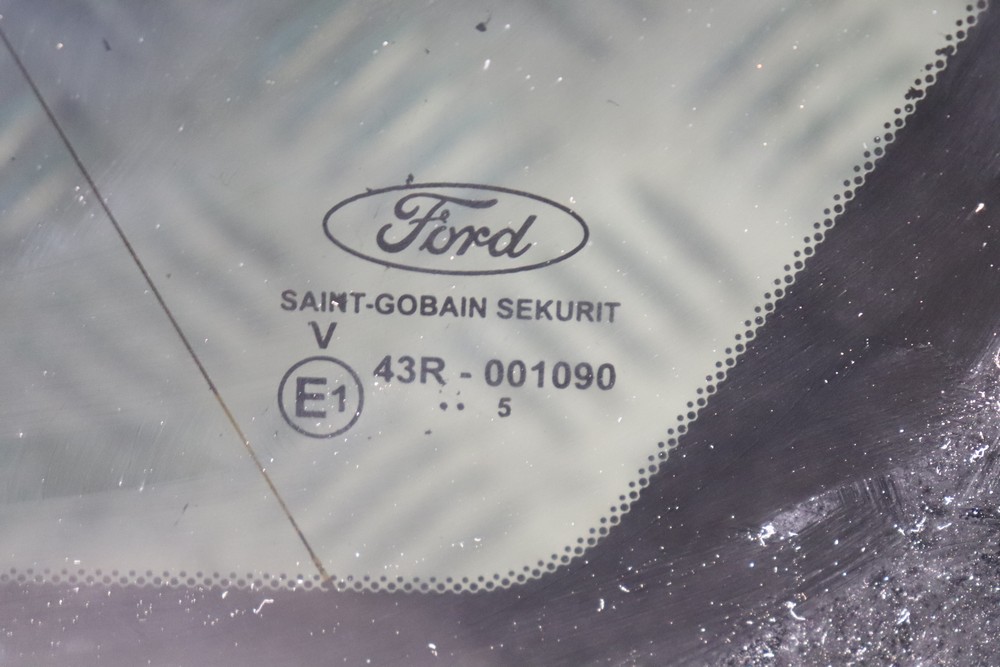 Ford
SAINT-GOBAIN SEKURIT
V
E1 43R - 001090
.. 5